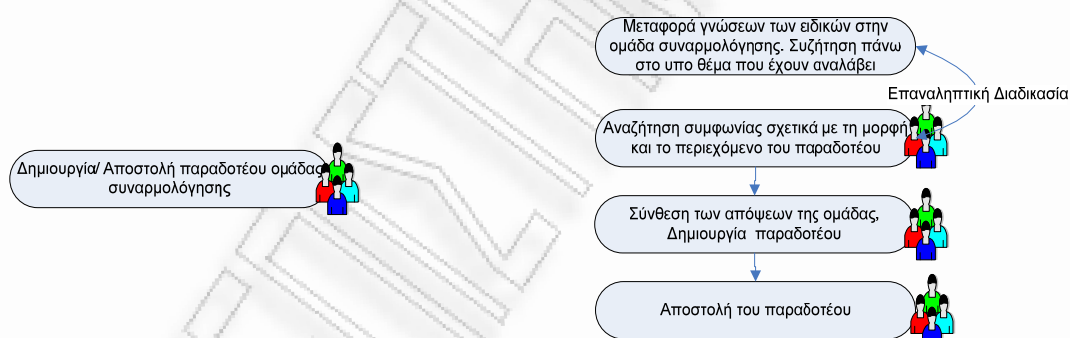 Μεταφορά γνώσεων των ειδικών στην
ομάδα συναρμολόγησης. Συζήτηση πάνω
στο υπο θέμα που έχουν αναλάβει
Επαναληπτική Διαδικασία
Αναζήτηση συμφωνίας σχετικά με τη μορφή
και το περιεχόμενο του παραδοτέου
Δημιουργία/ Αποστολή παραδοτέου ομάδας
συναρμολόγησης
Σύνθεση των απόψεων της ομάδας,
Δημιουργία παραδοτέου
Αποστολή του παραδοτέου